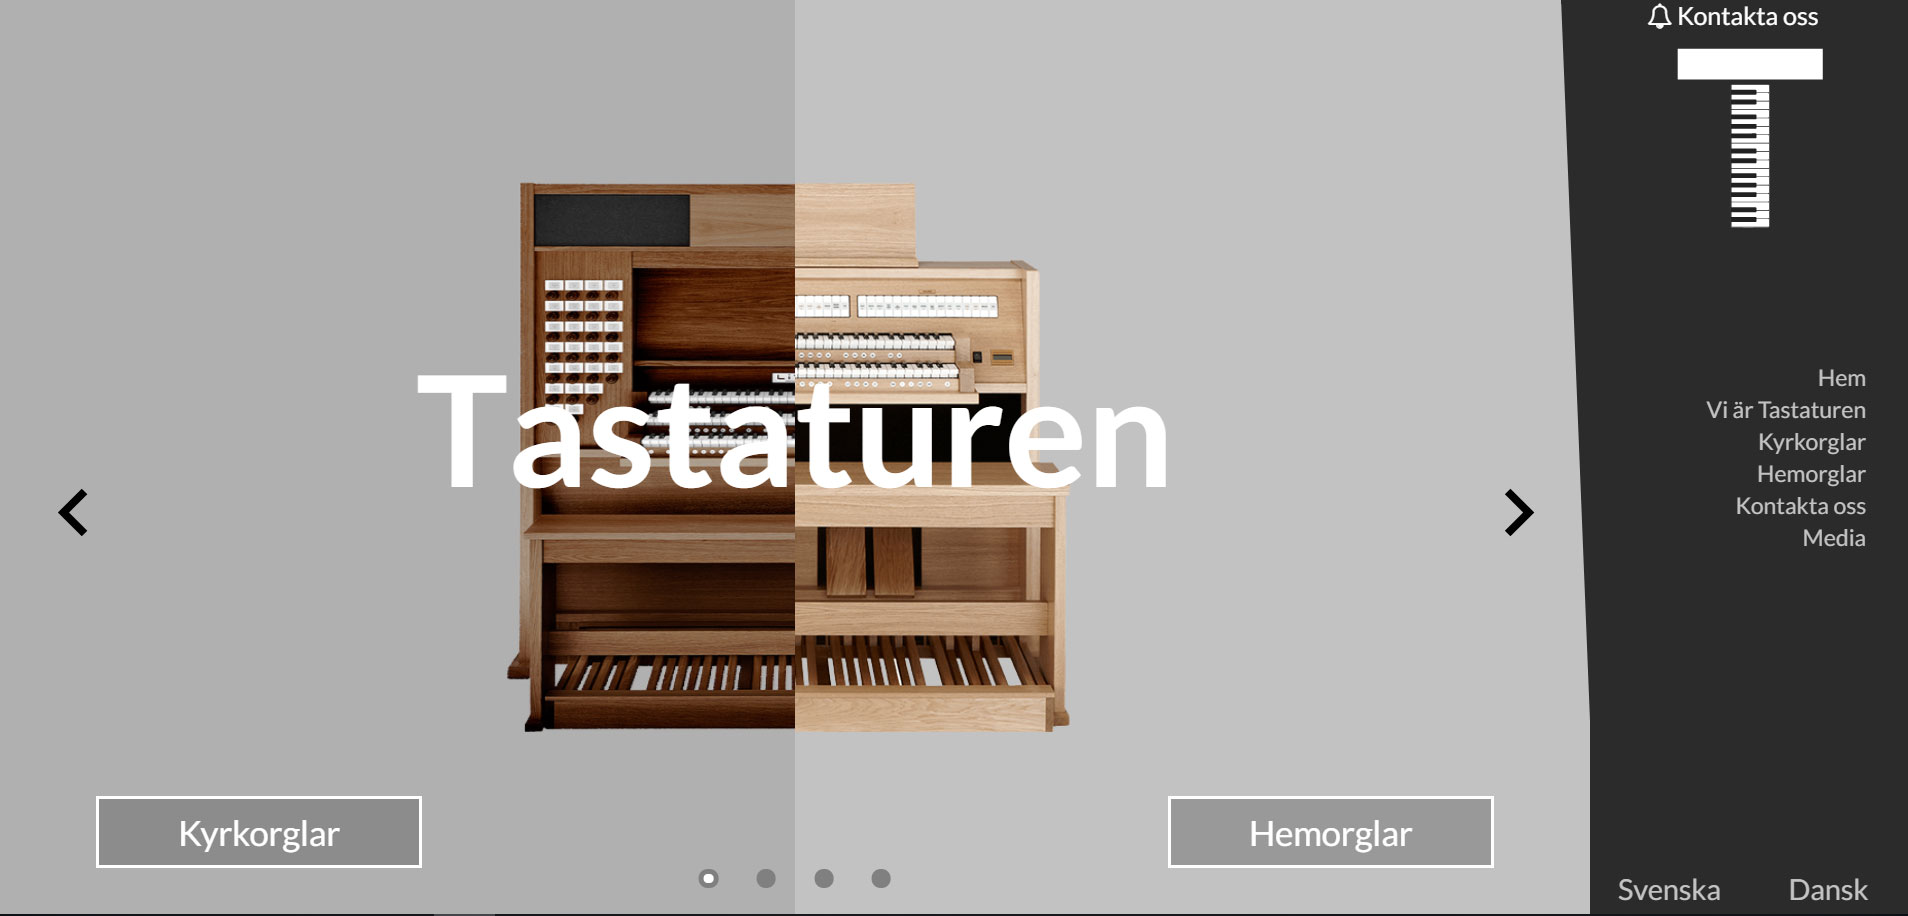 Kontakta oss
Tastaturen
Hem
Vi är Tastaturen
Kyrkorglar
Hemorglar
Kontakta oss
Media
Kyrkorglar
Hemorglar
Svenska
Dansk